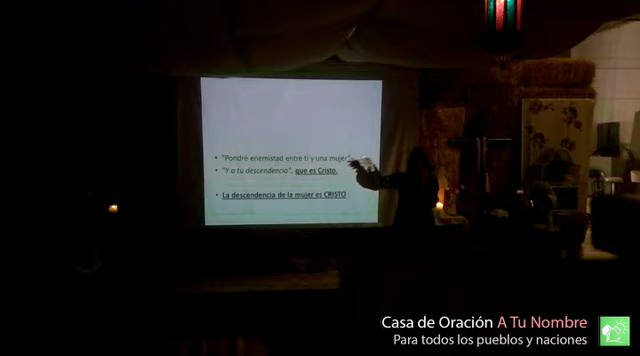 • "Pondré enemistad entre ti y una mujer"
• "Y a tu descendencia", que es Cristo.
• La descendencia de la mujer es CRISTO
Casa de Oración A Tu Nombre
Para todos los pueblos y naciones